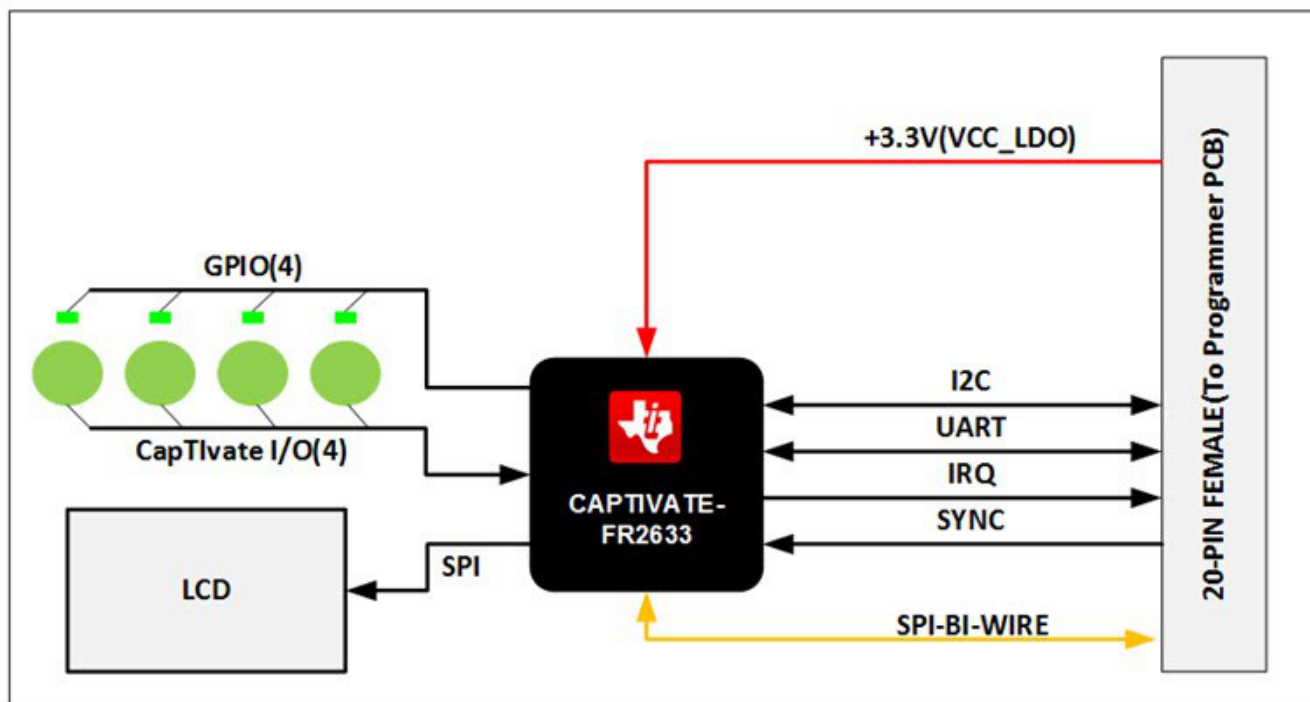 +3.3V(VCC_LDO)
GPIO(4)
CapTIvate I/O(4)
LCD
SPI
ti
CAPTIVATE-
FR2633
I2C
UART
IRQ
SYNC
SPI-BI-WIRE
20-PIN FEMALE(To Programmer PCB)